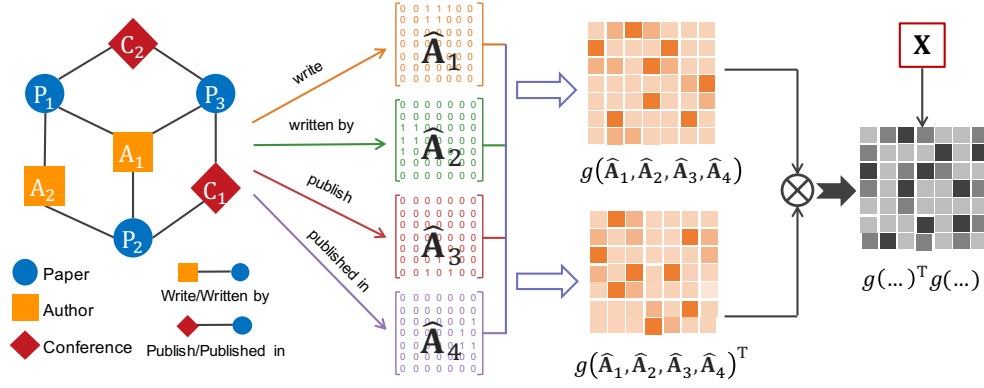 C₂
P₁
P₃
A₁
A₂
C₁
P₂
Paper
Author
Conference
Write/Written by
Publish/Published in
write
written by
publish
published in
Â₁
Â₂
Â₃
Â₄
g(Â₁, Â₂, Â₃, Â₄)
g(Â₁, Â₂, Â₃, Â₄)ᵀ
X
g(…)ᵀg(…)